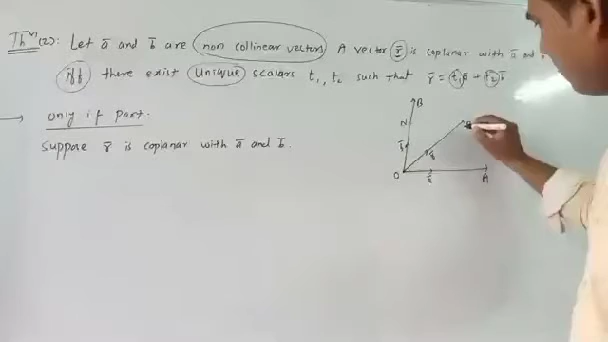 Thm(2): Let ā and b̄ are non collinear vectors A vector r̄ is coplanar with ā and
iff there exist unique scalars t₁, t₂ such that r̄ = t₁ā + t₂b̄
only if part.
Suppose r̄ is coplanar with ā and b̄.
B
N
b̄
r̄
O
ā
A